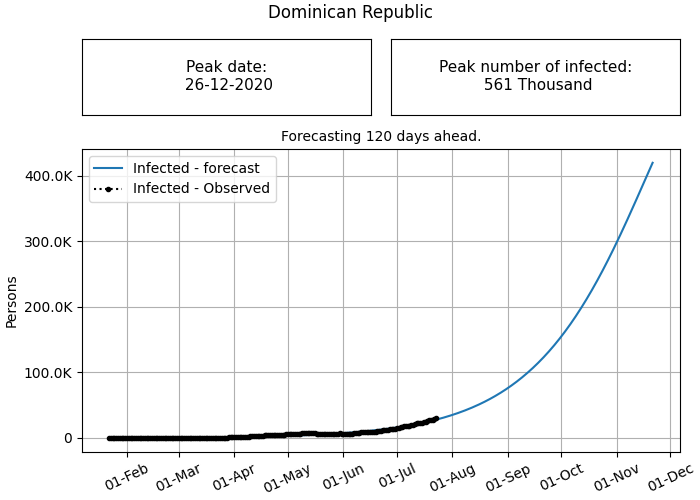 Dominican Republic
Peak date:
26-12-2020
Peak number of infected:
561 Thousand
Forecasting 120 days ahead.
Infected - forecast
Infected - Observed
400.0K
300.0K
200.0K
100.0K
0
Persons
01-Feb
01-Mar
01-Apr
01-May
01-Jun
01-Jul
01-Aug
01-Sep
01-Oct
01-Nov
01-Dec